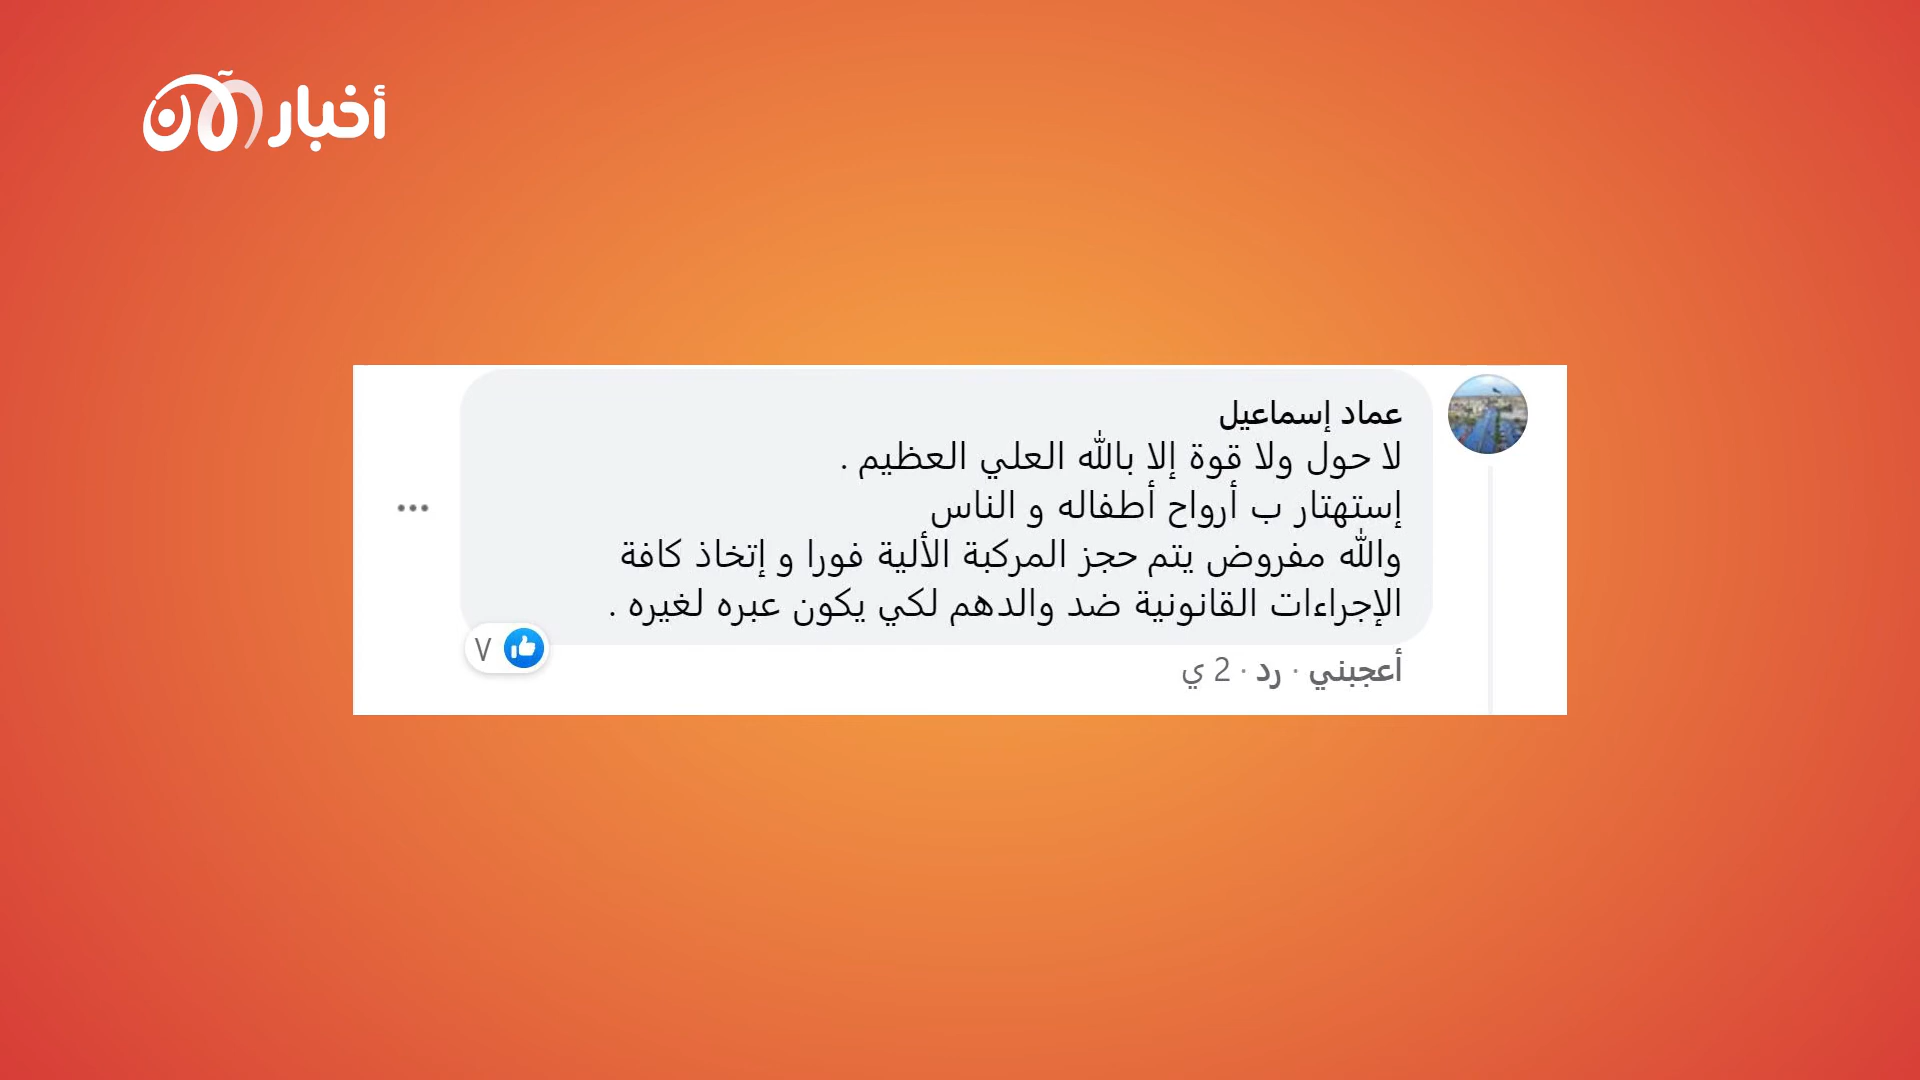 أخبار الآن
عماد إسماعيل
لا حول ولا قوة إلا بالله العلي العظيم .
إستهتار ب أرواح أطفاله و الناس
والله مفروض يتم حجز المركبة الألية فورا و إتخاذ كافة
الإجراءات القانونية ضد والدهم لكي يكون عبره لغيره .
٧
أعجبني · رد · 2 ي